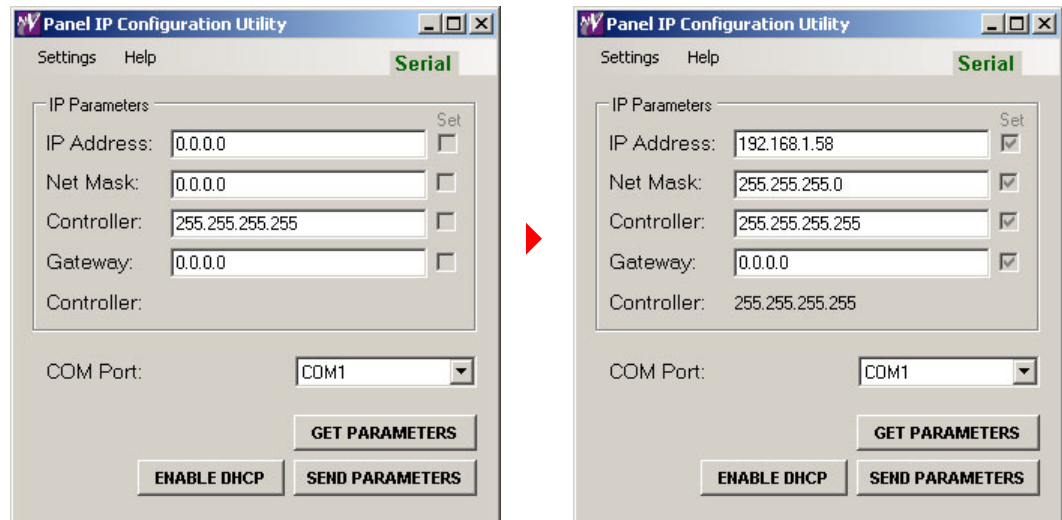 Panel IP Configuration Utility
Settings Help
Serial
IP Parameters
Set
IP Address: 0.0.0.0
Net Mask: 0.0.0.0
Controller: 255.255.255.255
Gateway: 0.0.0.0
Controller:
COM Port: COM1
GET PARAMETERS
ENABLE DHCP SEND PARAMETERS
Panel IP Configuration Utility
Settings Help
Serial
IP Parameters
Set
IP Address: 192.168.1.58
Net Mask: 255.255.255.0
Controller: 255.255.255.255
Gateway: 0.0.0.0
Controller: 255.255.255.255
COM Port: COM1
GET PARAMETERS
ENABLE DHCP SEND PARAMETERS